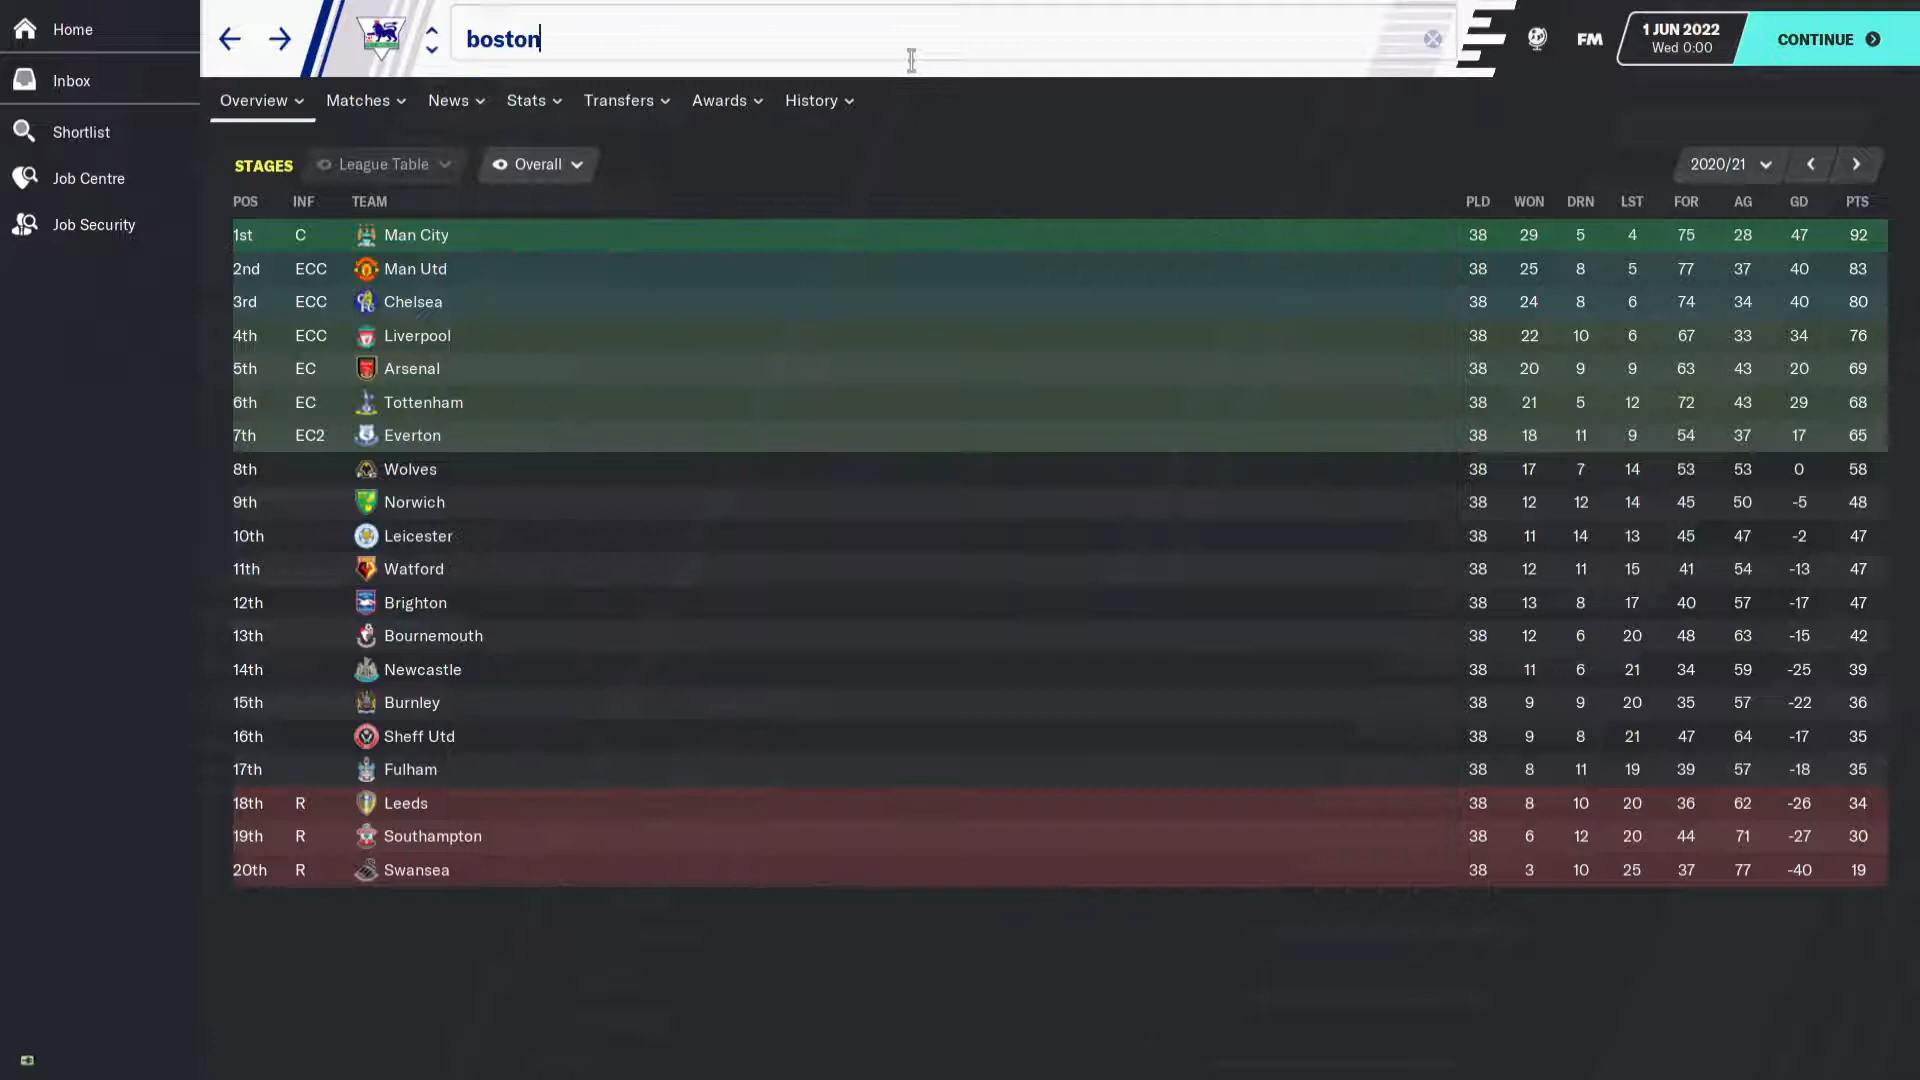 Home
Inbox
Shortlist
Job Centre
Job Security
boston
FM
1 JUN 2022
Wed 0:00
CONTINUE
Overview Matches News Stats Transfers Awards History
STAGES League Table Overall 2020/21
POS INF TEAM PLD WON DRN LST FOR AG GD PTS
1st C Man City 38 29 5 4 75 28 47 92
2nd ECC Man Utd 38 25 8 5 77 37 40 83
3rd ECC Chelsea 38 24 8 6 74 34 40 80
4th ECC Liverpool 38 22 10 6 67 33 34 76
5th EC Arsenal 38 20 9 9 63 43 20 69
6th EC Tottenham 38 21 5 12 72 43 29 68
7th EC2 Everton 38 18 11 9 54 37 17 65
8th Wolves 38 17 7 14 53 53 0 58
9th Norwich 38 12 12 14 45 50 -5 48
10th Leicester 38 11 14 13 45 47 -2 47
11th Watford 38 12 11 15 41 54 -13 47
12th Brighton 38 13 8 17 40 57 -17 47
13th Bournemouth 38 12 6 20 48 63 -15 42
14th Newcastle 38 11 6 21 34 59 -25 39
15th Burnley 38 9 9 20 35 57 -22 36
16th Sheff Utd 38 9 8 21 47 64 -17 35
17th Fulham 38 8 11 19 39 57 -18 35
18th R Leeds 38 8 10 20 36 62 -26 34
19th R Southampton 38 6 12 20 44 71 -27 30
20th R Swansea 38 3 10 25 37 77 -40 19